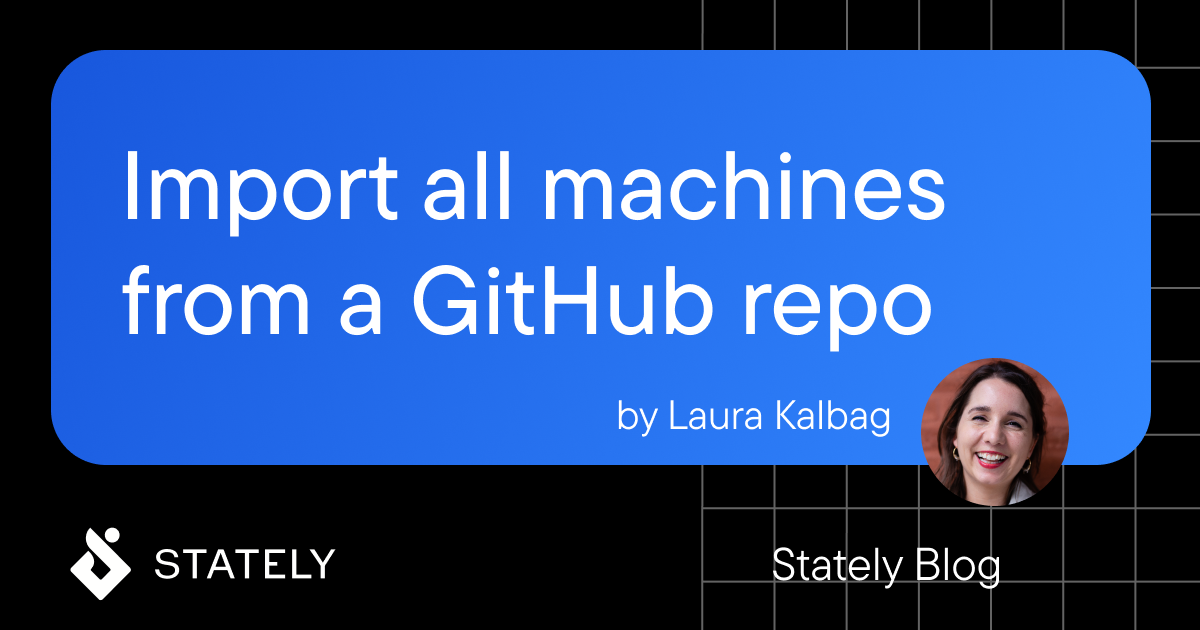 Import all machines
from a GitHub repo
by Laura Kalbag
STATELY
Stately Blog